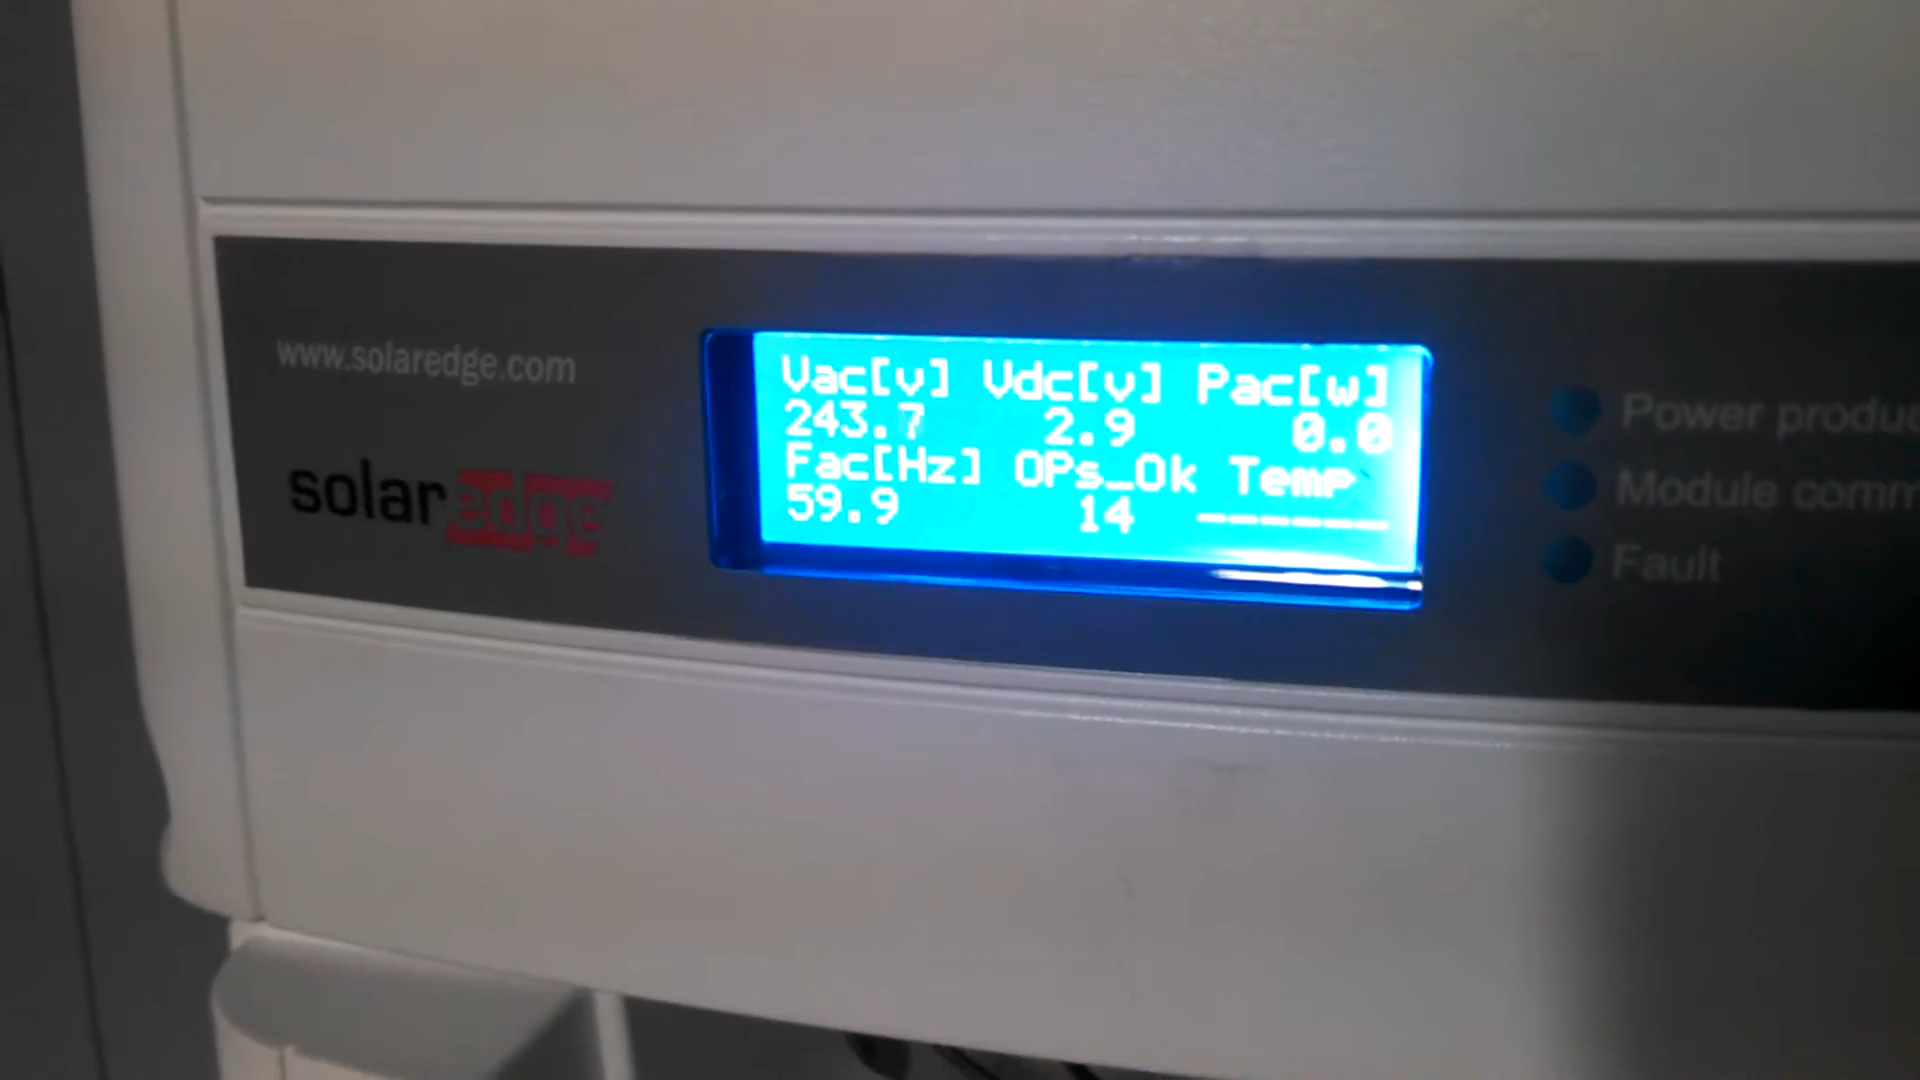 www.solaredge.com
solaredge
Vac[v] Vdc[v] Pac[w]
243.7 2.9 0.0
Fac[Hz] OPs_Ok Temp
59.9 14 ------
Power produc
Module comm
Fault